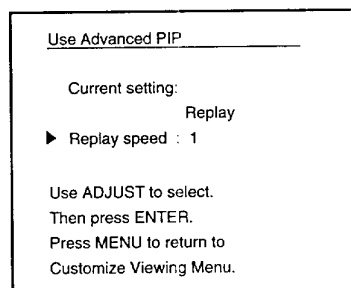 Use Advanced PIP
Current setting:
Replay
▶ Replay speed : 1
Use ADJUST to select.
Then press ENTER.
Press MENU to return to
Customize Viewing Menu.